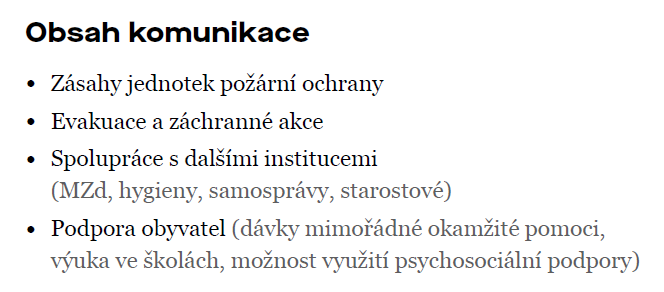 Obsah komunikace
• Zásahy jednotek požární ochrany
• Evakuace a záchranné akce
• Spolupráce s dalšími institucemi
(MZd, hygieny, samosprávy, starostové)
• Podpora obyvatel (dávky mimořádné okamžité pomoci,
výuka ve školách, možnost využití psychosociální podpory)